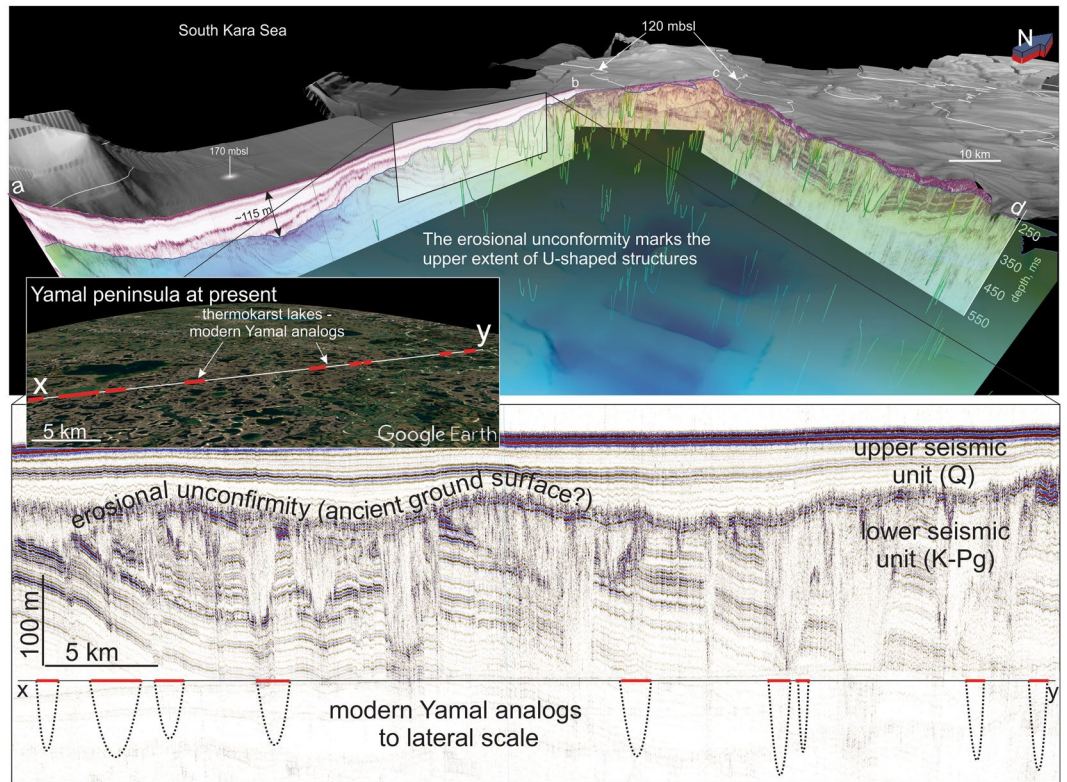 South Kara Sea
120 mbsl
N
b
c
170 mbsl
10 km
a
~115 m
d
250
350
450
550
depth, ms
The erosional unconformity marks the
upper extent of U-shaped structures
Yamal peninsula at present
thermokarst lakes -
modern Yamal analogs
y
x
5 km
Google Earth
upper seismic
unit (Q)
erosional unconfirmity (ancient ground surface?)
lower seismic
unit (K-Pg)
100 m
5 km
x
y
modern Yamal analogs
to lateral scale